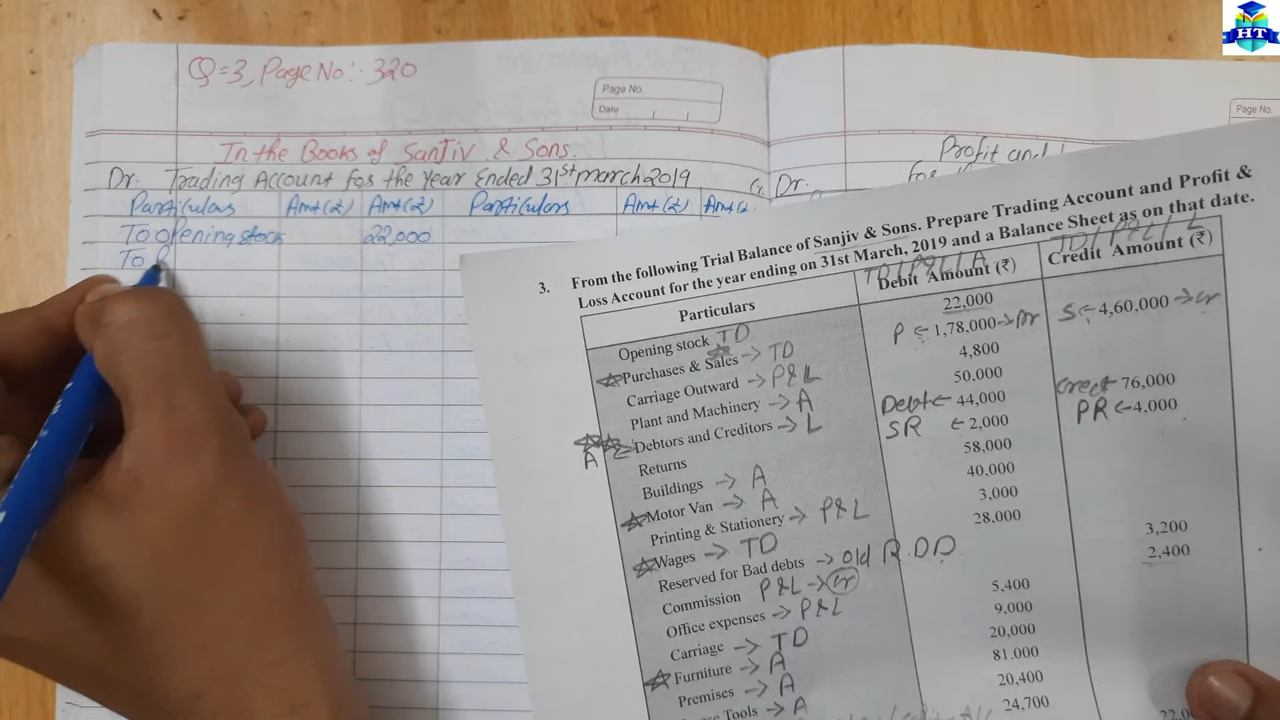 HT
Q=3, Page No:- 320
Page No.
Date
Page No.
In the Books of Sanjiv & Sons.
Dr. Trading Account for the Year Ended 31st march 2019
Particulars Amt(₹) Amt(₹) Particulars Amt(₹)
To opening stock 22,000
To
Profit and
Dr.
3. From the following Trial Balance of Sanjiv & Sons. Prepare Trading Account and Profit &
Loss Account for the year ending on 31st March, 2019 and a Balance Sheet as on that date.
TD / P&L / A TD / P&L / L
Particulars Debit Amount (₹) Credit Amount (₹)
Opening stock TD 22,000
Purchases & Sales → TD P ← 1,78,000 → Dr S ← 4,60,000 → Cr
Carriage Outward → P&L 4,800
Plant and Machinery → A 50,000
A Debtors and Creditors → L Debt ← 44,000 Cred ← 76,000
Returns SR ← 2,000 PR ← 4,000
Buildings → A 58,000
Motor Van → A 40,000
Printing & Stationery → P&L 3,000
Wages → TD 28,000
Reserved for Bad debts → old R.D.D 3,200
Commission P&L → Cr 2,400
Office expenses → P&L 5,400
Carriage → TD 9,000
Furniture → A 20,000
Premises → A 81,000
Tools → A 20,400
24,700